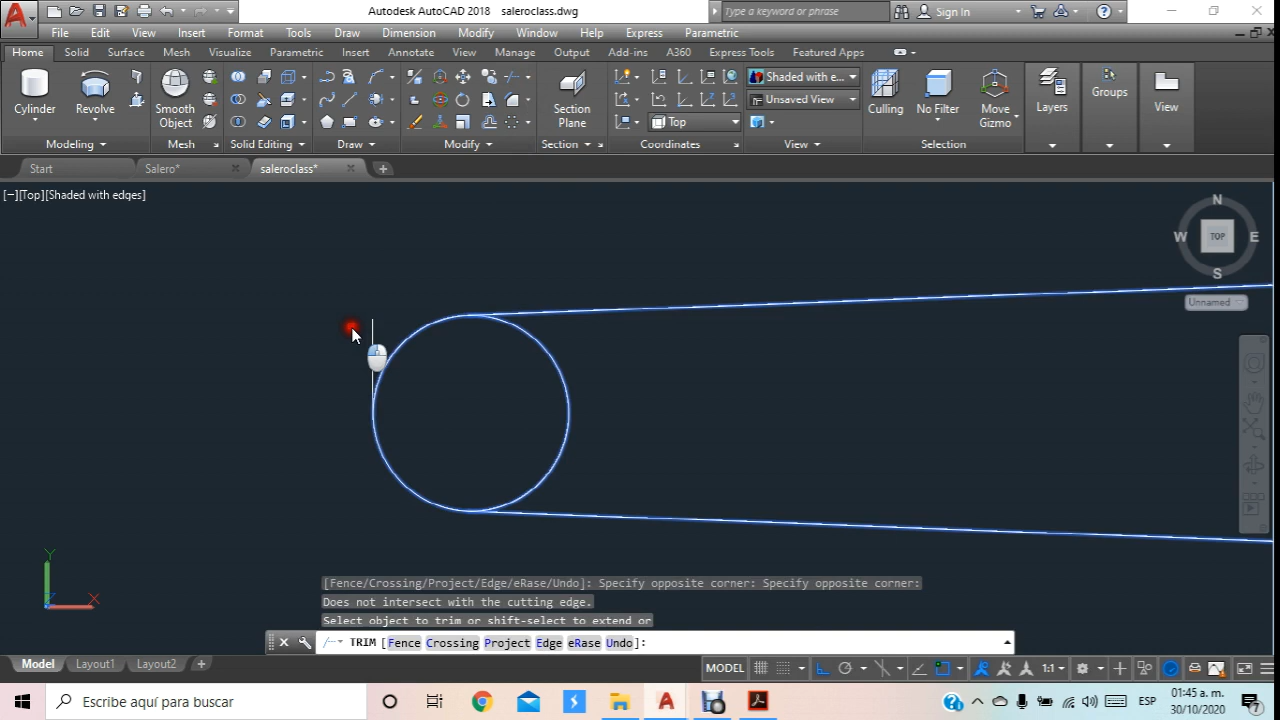 Autodesk AutoCAD 2018 saleroclass.dwg
Type a keyword or phrase
Sign In
File Edit View Insert Format Tools Draw Dimension Modify Window Help Express Parametric
Home Solid Surface Mesh Visualize Parametric Insert Annotate View Manage Output Add-ins A360 Express Tools Featured Apps
Shaded with e...
Unsaved View
Top
Cylinder Revolve Smooth Object Section Plane Culling No Filter Move Gizmo Layers Groups View
Modeling Mesh Solid Editing Draw Modify Section Coordinates View Selection
Start Salero* saleroclass*
[−][Top][Shaded with edges]
N
W TOP E
S
Unnamed
Y
X
Z
[Fence/Crossing/Project/Edge/eRase/Undo]: Specify opposite corner: Specify opposite corner:
Does not intersect with the cutting edge.
Select object to trim or shift-select to extend or
TRIM [Fence Crossing Project Edge eRase Undo]:
Model Layout1 Layout2 MODEL 1:1
Escribe aquí para buscar
ESP
01:45 a. m.
30/10/2020
7